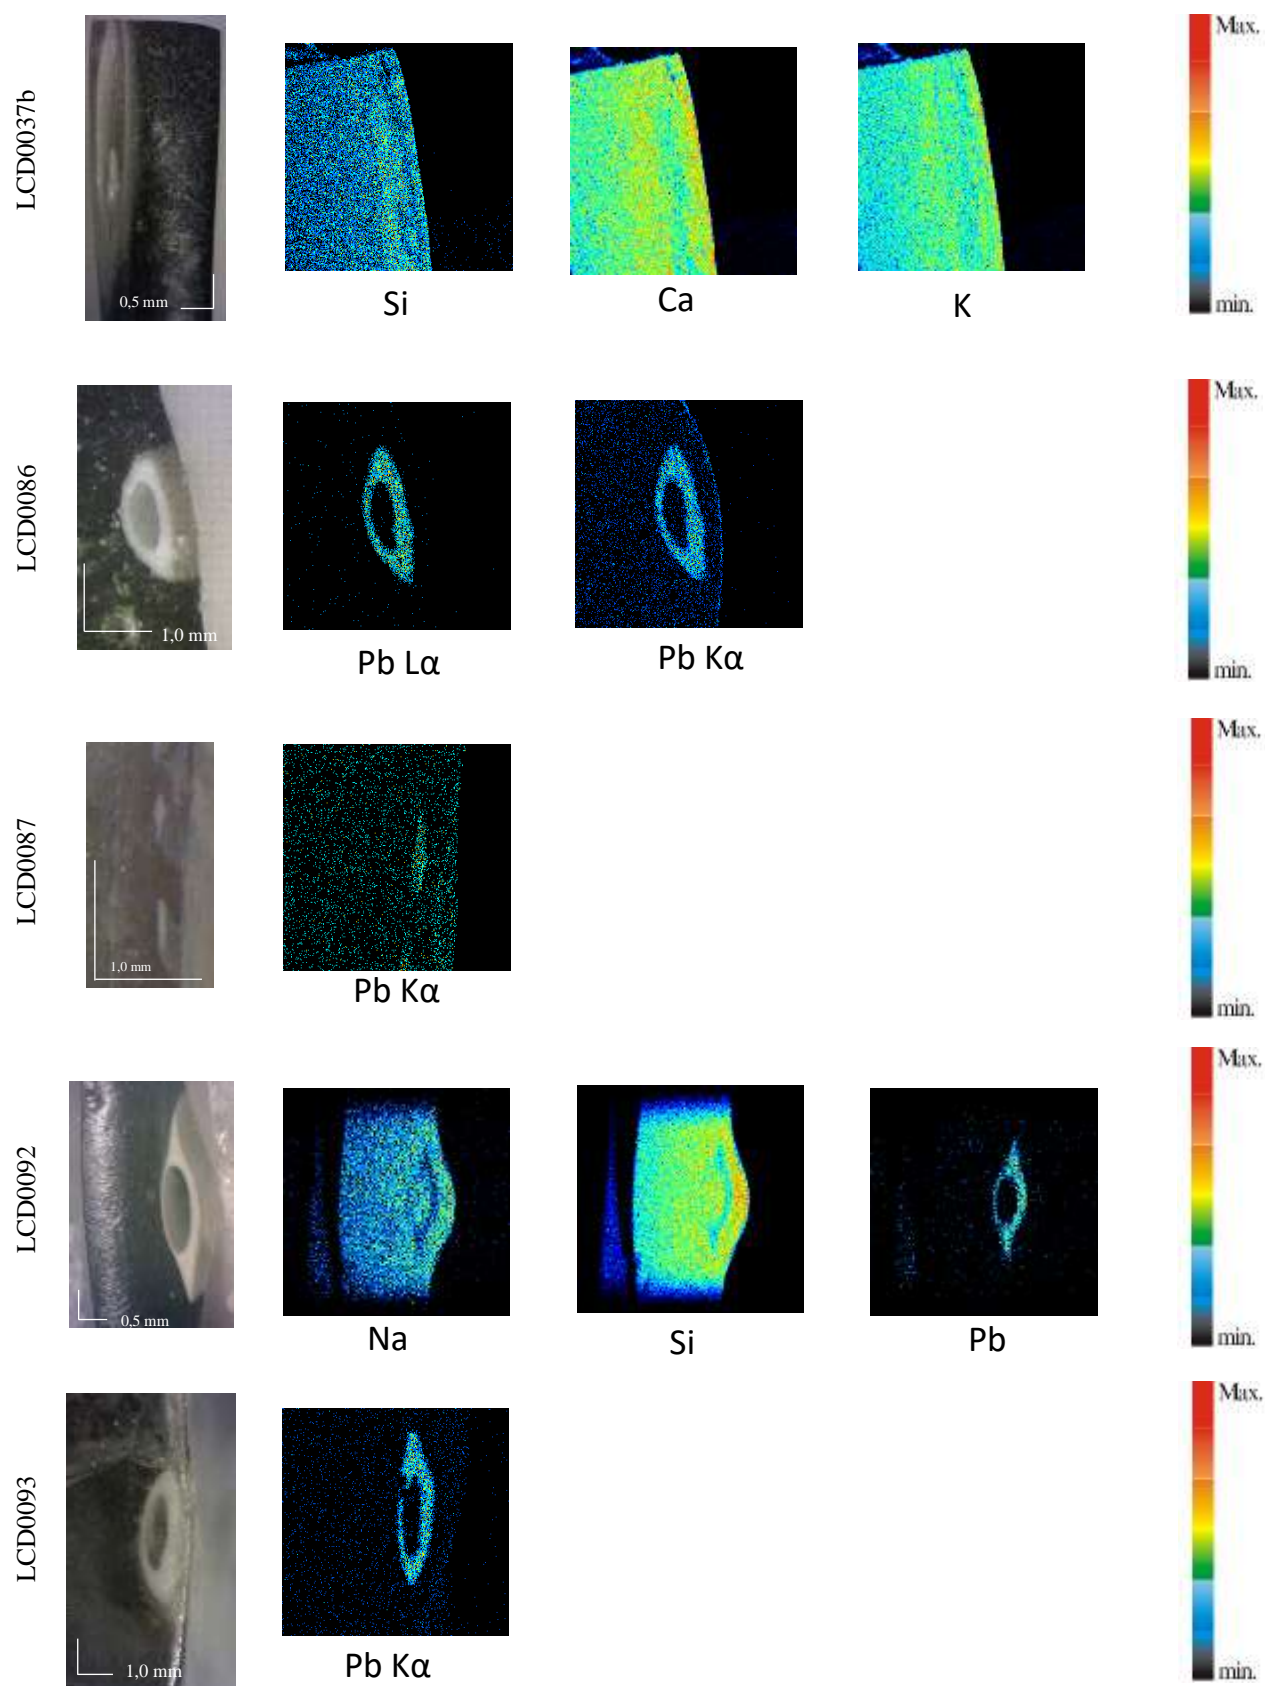 LCD0037b
0,5 mm
Si
Ca
K
Max.
min.
LCD0086
1,0 mm
Pb Lα
Pb Kα
Max.
min.
LCD0087
1,0 mm
Pb Kα
Max.
min.
LCD0092
0,5 mm
Na
Si
Pb
Max.
min.
LCD0093
1,0 mm
Pb Kα
Max.
min.